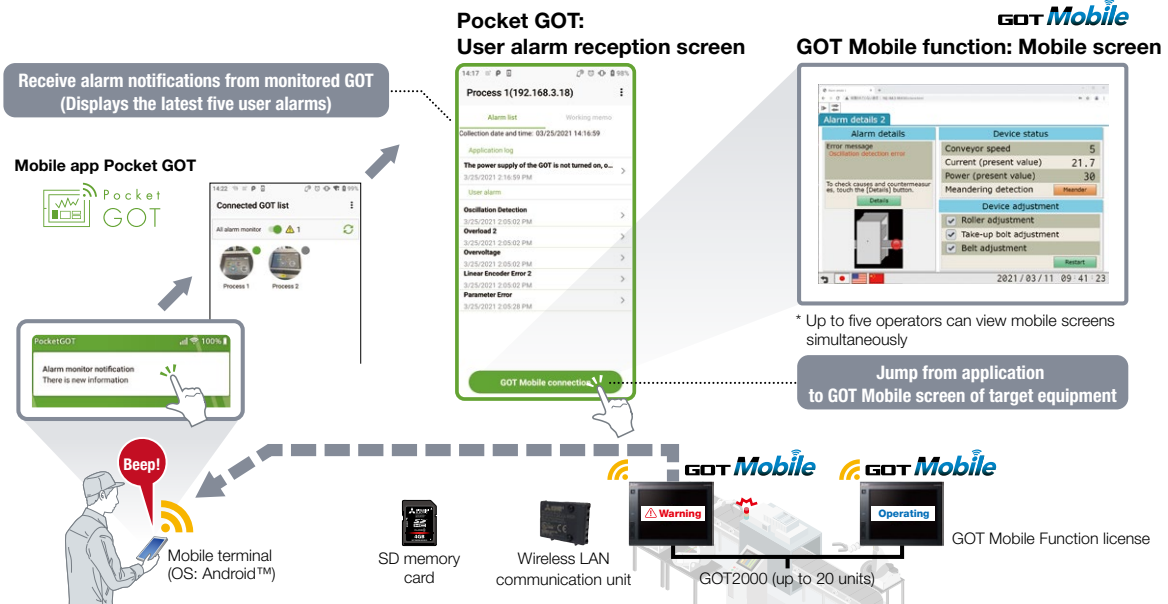 Pocket GOT:
User alarm reception screen
GOT Mobile
GOT Mobile function: Mobile screen
Receive alarm notifications from monitored GOT
(Displays the latest five user alarms)
Mobile app Pocket GOT
Pocket
GOT
14:22
99%
Connected GOT list
All alarm monitor
1
Process 1
Process 2
14:17
98%
Process 1(192.168.3.18)
Alarm list
Working memo
Collection date and time: 03/25/2021 14:16:59
Application log
The power supply of the GOT is not turned on, o...
3/25/2021 2:16:59 PM
User alarm
Oscillation Detection
3/25/2021 2:05:02 PM
Overload 2
3/25/2021 2:05:02 PM
Overvoltage
3/25/2021 2:05:02 PM
Linear Encoder Error 2
3/25/2021 2:05:02 PM
Parameter Error
3/25/2021 2:05:28 PM
GOT Mobile connection
Alarm details 2
Alarm details
Error message
Oscillation detection error
To check causes and countermeasur
es, touch the [Details] button.
Details
Device status
Conveyor speed 5
Current (present value) 21.7
Power (present value) 30
Meandering detection Meander
Device adjustment
Roller adjustment
Take-up bolt adjustment
Belt adjustment
Restart
2021/03/11 09:41:23
* Up to five operators can view mobile screens
simultaneously
Jump from application
to GOT Mobile screen of target equipment
PocketGOT
100%
Alarm monitor notification
There is new information
Beep!
Mobile terminal
(OS: Android™)
SD memory
card
4GB
Wireless LAN
communication unit
GOT Mobile
Warning
GOT Mobile
Operating
GOT2000 (up to 20 units)
GOT Mobile Function license